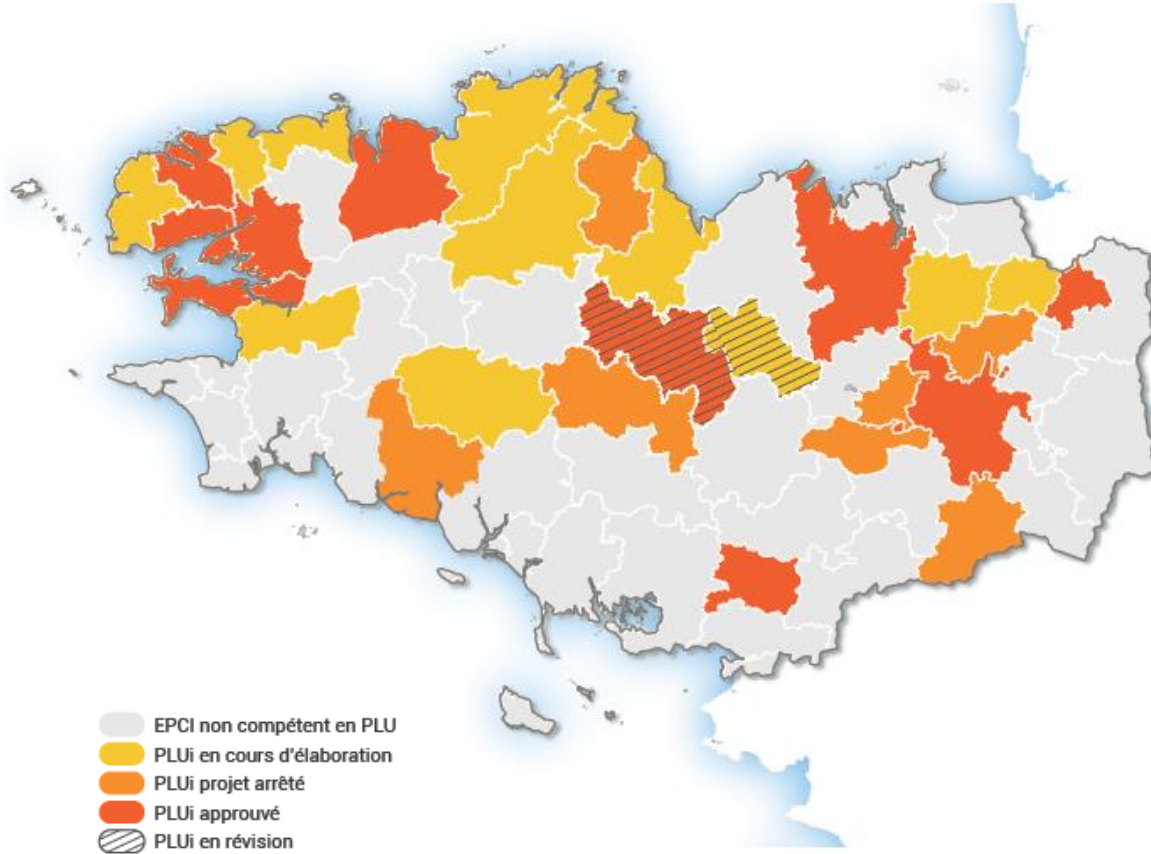 EPCI non compétent en PLU
PLUi en cours d'élaboration
PLUi projet arrêté
PLUi approuvé
PLUi en révision